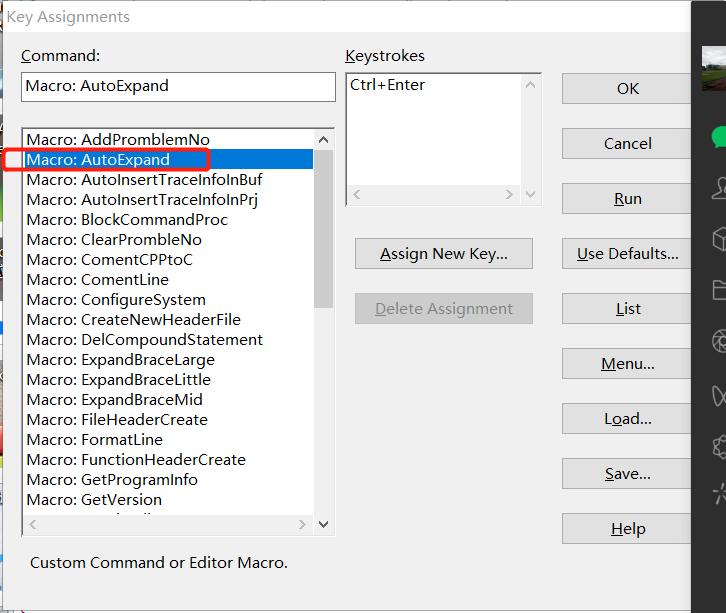 Key Assignments
Command:
Macro: AutoExpand
Macro: AddPromblemNo
Macro: AutoExpand
Macro: AutoInsertTraceInfoInBuf
Macro: AutoInsertTraceInfoInPrj
Macro: BlockCommandProc
Macro: ClearPrombleNo
Macro: ComentCPPtoC
Macro: ComentLine
Macro: ConfigureSystem
Macro: CreateNewHeaderFile
Macro: DelCompoundStatement
Macro: ExpandBraceLarge
Macro: ExpandBraceLittle
Macro: ExpandBraceMid
Macro: FileHeaderCreate
Macro: FormatLine
Macro: FunctionHeaderCreate
Macro: GetProgramInfo
Macro: GetVersion
Custom Command or Editor Macro.
Keystrokes
Ctrl+Enter
Assign New Key...
Delete Assignment
OK
Cancel
Run
Use Defaults...
List
Menu...
Load...
Save...
Help